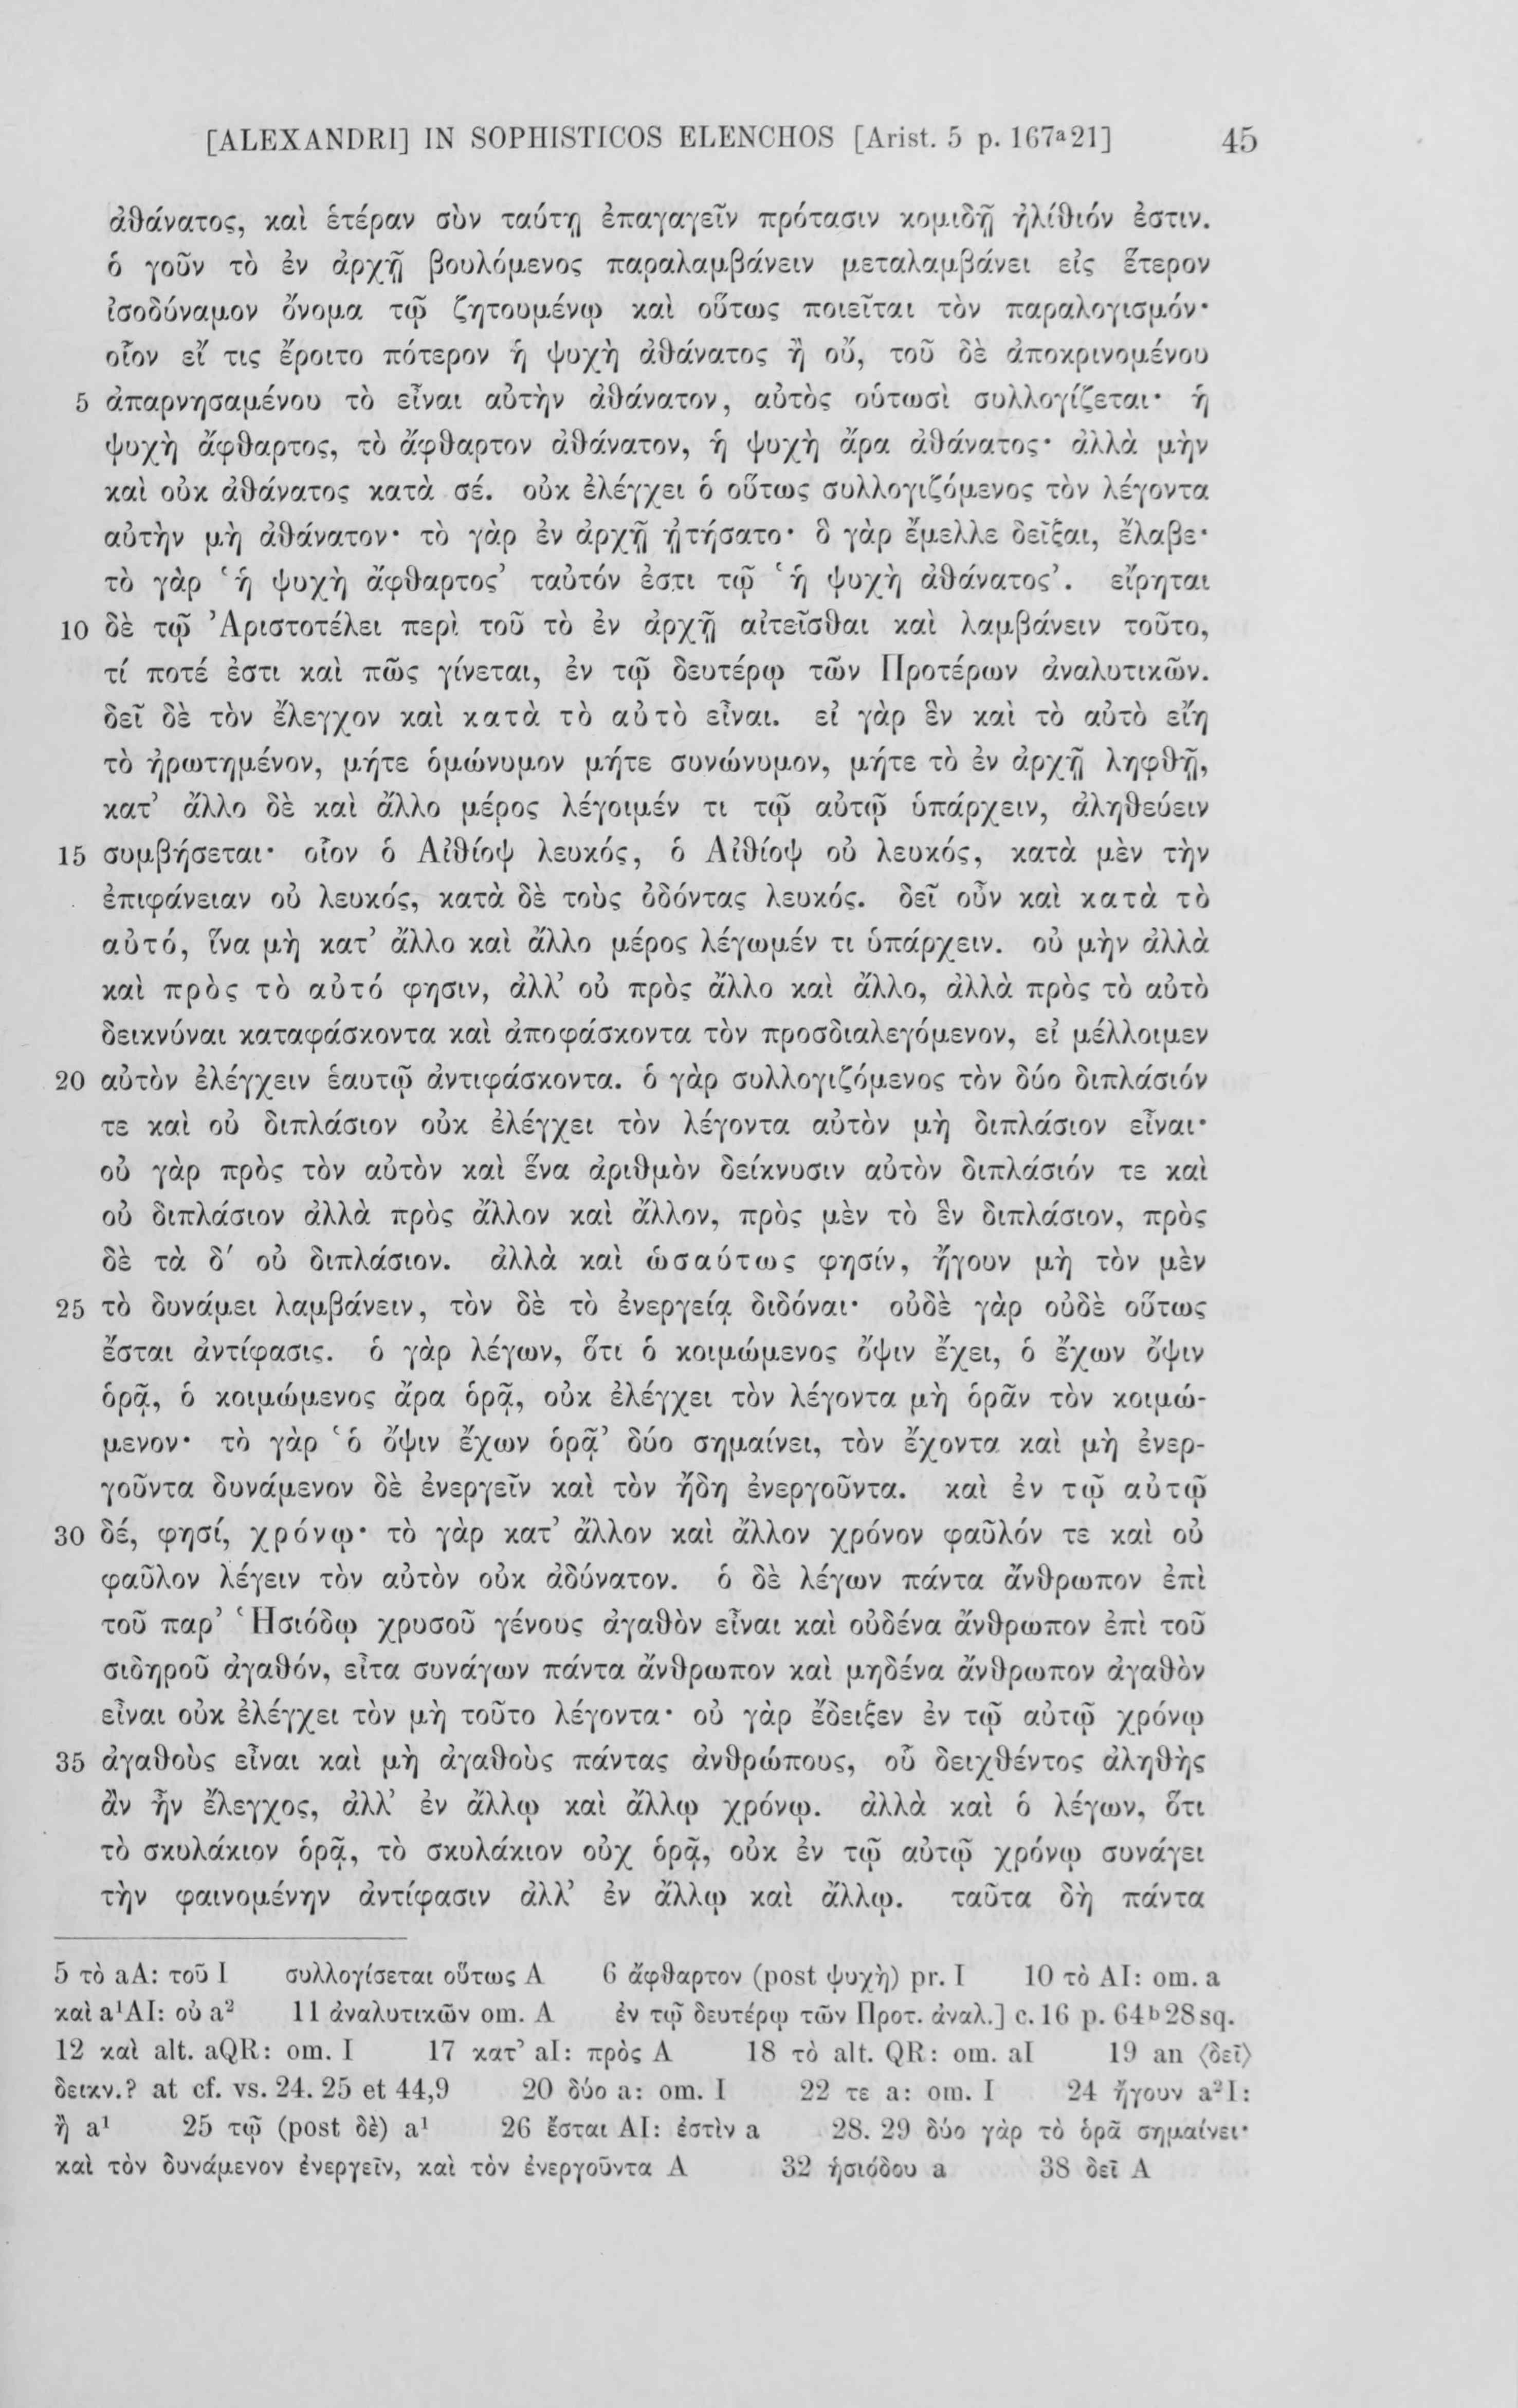 [ALEXANDRI] IN SOPHISTICOS ELENCHOS [Arist. 5 p. 167ᵃ21] 45
ἀθάνατος, καὶ ἑτέραν σὺν ταύτῃ ἐπαγαγεῖν πρότασιν κομιδῇ ἠλίθιόν ἐστιν.
ὁ γοῦν τὸ ἐν ἀρχῇ βουλόμενος παραλαμβάνειν μεταλαμβάνει εἰς ἕτερον
ἰσοδύναμον ὄνομα τῷ ζητουμένῳ καὶ οὕτως ποιεῖται τὸν παραλογισμόν·
οἷον εἴ τις ἔροιτο πότερον ἡ ψυχὴ ἀθάνατος ἢ οὔ, τοῦ δὲ ἀποκρινομένου
5 ἀπαρνησαμένου τὸ εἶναι αὐτὴν ἀθάνατον, αὐτὸς οὑτωσὶ συλλογίζεται· ἡ
ψυχὴ ἄφθαρτος, τὸ ἄφθαρτον ἀθάνατον, ἡ ψυχὴ ἄρα ἀθάνατος· ἀλλὰ μὴν
καὶ οὐκ ἀθάνατος κατὰ σέ. οὐκ ἐλέγχει ὁ οὕτως συλλογιζόμενος τὸν λέγοντα
αὐτὴν μὴ ἀθάνατον· τὸ γὰρ ἐν ἀρχῇ ᾐτήσατο· ὃ γὰρ ἔμελλε δεῖξαι, ἔλαβε·
τὸ γὰρ ‘ἡ ψυχὴ ἄφθαρτος’ ταὐτόν ἐστι τῷ ‘ἡ ψυχὴ ἀθάνατος’. εἴρηται
10 δὲ τῷ Ἀριστοτέλει περὶ τοῦ τὸ ἐν ἀρχῇ αἰτεῖσθαι καὶ λαμβάνειν τοῦτο,
τί ποτέ ἐστι καὶ πῶς γίνεται, ἐν τῷ δευτέρῳ τῶν Προτέρων ἀναλυτικῶν.
δεῖ δὲ τὸν ἔλεγχον καὶ κατὰ τὸ αὐτὸ εἶναι. εἰ γὰρ ἓν καὶ τὸ αὐτὸ εἴη
τὸ ἠρωτημένον, μήτε ὁμώνυμον μήτε συνώνυμον, μήτε τὸ ἐν ἀρχῇ ληφθῇ,
κατ’ ἄλλο δὲ καὶ ἄλλο μέρος λέγοιμέν τι τῷ αὐτῷ ὑπάρχειν, ἀληθεύειν
15 συμβήσεται· οἷον ὁ Αἰθίοψ λευκός, ὁ Αἰθίοψ οὐ λευκός, κατὰ μὲν τὴν
ἐπιφάνειαν οὐ λευκός, κατὰ δὲ τοὺς ὀδόντας λευκός. δεῖ οὖν καὶ κατὰ τὸ
αὐτό, ἵνα μὴ κατ’ ἄλλο καὶ ἄλλο μέρος λέγωμέν τι ὑπάρχειν. οὐ μὴν ἀλλὰ
καὶ πρὸς τὸ αὐτό φησιν, ἀλλ’ οὐ πρὸς ἄλλο καὶ ἄλλο, ἀλλὰ πρὸς τὸ αὐτὸ
δεικνύναι καταφάσκοντα καὶ ἀποφάσκοντα τὸν προσδιαλεγόμενον, εἰ μέλλοιμεν
20 αὐτὸν ἐλέγχειν ἑαυτῷ ἀντιφάσκοντα. ὁ γὰρ συλλογιζόμενος τὸν δύο διπλάσιόν
τε καὶ οὐ διπλάσιον οὐκ ἐλέγχει τὸν λέγοντα αὐτὸν μὴ διπλάσιον εἶναι·
οὐ γὰρ πρὸς τὸν αὐτὸν καὶ ἕνα ἀριθμὸν δείκνυσιν αὐτὸν διπλάσιόν τε καὶ
οὐ διπλάσιον ἀλλὰ πρὸς ἄλλον καὶ ἄλλον, πρὸς μὲν τὸ ἓν διπλάσιον, πρὸς
δὲ τὰ δ′ οὐ διπλάσιον. ἀλλὰ καὶ ὡσαύτως φησίν, ἤγουν μὴ τὸν μὲν
25 τὸ δυνάμει λαμβάνειν, τὸν δὲ τὸ ἐνεργείᾳ διδόναι· οὐδὲ γὰρ οὐδὲ οὕτως
ἔσται ἀντίφασις. ὁ γὰρ λέγων, ὅτι ὁ κοιμώμενος ὄψιν ἔχει, ὁ ἔχων ὄψιν
ὁρᾷ, ὁ κοιμώμενος ἄρα ὁρᾷ, οὐκ ἐλέγχει τὸν λέγοντα μὴ ὁρᾶν τὸν κοιμώ-
μενον· τὸ γὰρ ‘ὁ ὄψιν ἔχων ὁρᾷ’ δύο σημαίνει, τὸν ἔχοντα καὶ μὴ ἐνερ-
γοῦντα δυνάμενον δὲ ἐνεργεῖν καὶ τὸν ἤδη ἐνεργοῦντα. καὶ ἐν τῷ αὐτῷ
30 δέ, φησί, χρόνῳ· τὸ γὰρ κατ’ ἄλλον καὶ ἄλλον χρόνον φαῦλόν τε καὶ οὐ
φαῦλον λέγειν τὸν αὐτὸν οὐκ ἀδύνατον. ὁ δὲ λέγων πάντα ἄνθρωπον ἐπὶ
τοῦ παρ’ Ἡσιόδῳ χρυσοῦ γένους ἀγαθὸν εἶναι καὶ οὐδένα ἄνθρωπον ἐπὶ τοῦ
σιδηροῦ ἀγαθόν, εἶτα συνάγων πάντα ἄνθρωπον καὶ μηδένα ἄνθρωπον ἀγαθὸν
εἶναι οὐκ ἐλέγχει τὸν μὴ τοῦτο λέγοντα· οὐ γὰρ ἔδειξεν ἐν τῷ αὐτῷ χρόνῳ
35 ἀγαθοὺς εἶναι καὶ μὴ ἀγαθοὺς πάντας ἀνθρώπους, οὗ δειχθέντος ἀληθὴς
ἂν ἦν ἔλεγχος, ἀλλ’ ἐν ἄλλῳ καὶ ἄλλῳ χρόνῳ. ἀλλὰ καὶ ὁ λέγων, ὅτι
τὸ σκυλάκιον ὁρᾷ, τὸ σκυλάκιον οὐχ ὁρᾷ, οὐκ ἐν τῷ αὐτῷ χρόνῳ συνάγει
τὴν φαινομένην ἀντίφασιν ἀλλ’ ἐν ἄλλῳ καὶ ἄλλῳ. ταῦτα δὴ πάντα
5 τὸ aA: τοῦ I συλλογίσεται οὕτως A 6 ἄφθαρτον (post ψυχὴ) pr. I 10 τὸ AI: om. a
καὶ a¹AI: οὐ a² 11 ἀναλυτικῶν om. A ἐν τῷ δευτέρῳ τῶν Προτ. ἀναλ.] c. 16 p. 64ᵇ28 sq.
12 καὶ alt. aQR: om. I 17 κατ’ aI: πρὸς A 18 τὸ alt. QR: om. aI 19 an ⟨δεῖ⟩
δεικν.? at cf. vs. 24. 25 et 44,9 20 δύο a: om. I 22 τε a: om. I 24 ἤγουν a²I:
ἢ a¹ 25 τῷ (post δὲ) a¹ 26 ἔσται AI: ἐστὶν a 28. 29 δύο γὰρ τὸ ὁρᾶ σημαίνει·
καὶ τὸν δυνάμενον ἐνεργεῖν, καὶ τὸν ἐνεργοῦντα A 32 ἡσιόδου a 38 δεῖ A